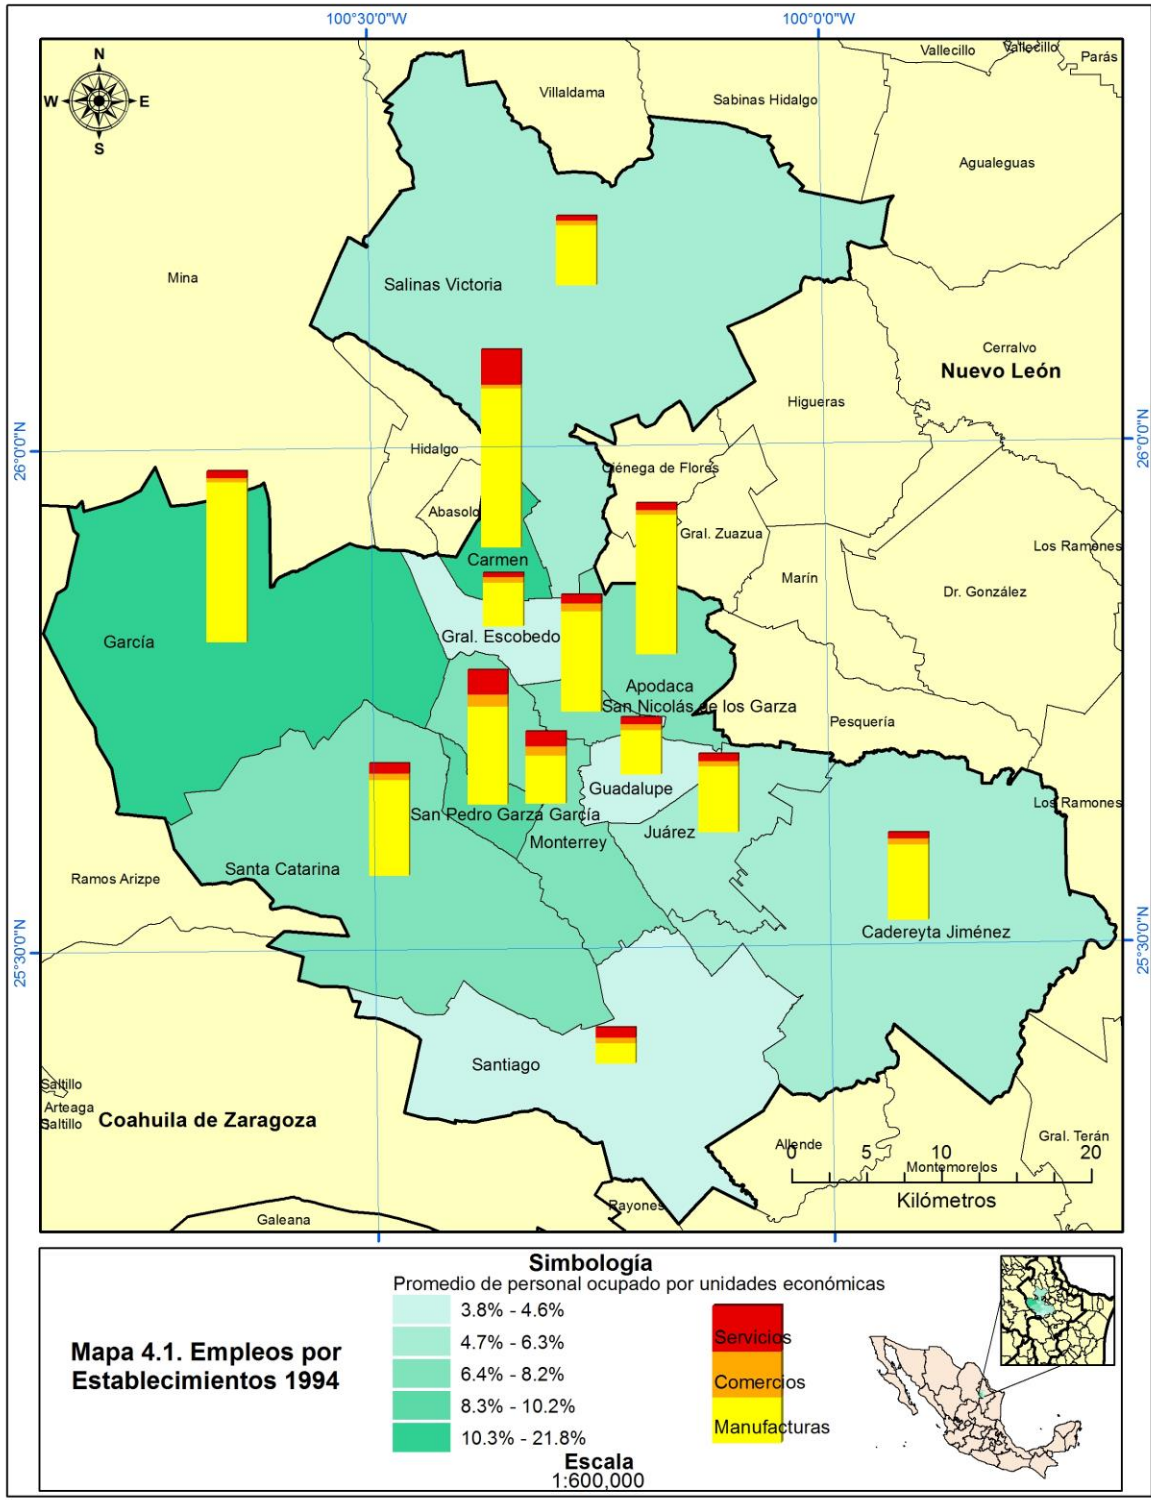 100°30'0"W
100°0'0"W
N
W
E
S
Villaldama
Vallecillo
Vallecillo
Parás
Sabinas Hidalgo
Agualeguas
Mina
Salinas Victoria
Cerralvo
Nuevo León
Higueras
26°0'0"N
26°0'0"N
Hidalgo
Ciénega de Flores
Abasolo
Gral. Zuazua
Los Ramones
Carmen
Marín
Dr. González
García
Gral. Escobedo
Apodaca
San Nicolás de los Garza
Pesquería
Guadalupe
Los Ramones
San Pedro Garza García
Juárez
Monterrey
Santa Catarina
Ramos Arizpe
Cadereyta Jiménez
25°30'0"N
25°30'0"N
Santiago
Saltillo
Arteaga
Saltillo
Coahuila de Zaragoza
Allende
Gral. Terán
0 5 10 20
Montemorelos
Kilómetros
Rayones
Galeana
Simbología
Promedio de personal ocupado por unidades económicas
3.8% - 4.6%
4.7% - 6.3%
6.4% - 8.2%
8.3% - 10.2%
10.3% - 21.8%
Servicios
Comercios
Manufacturas
Mapa 4.1. Empleos por
Establecimientos 1994
Escala
1:600,000